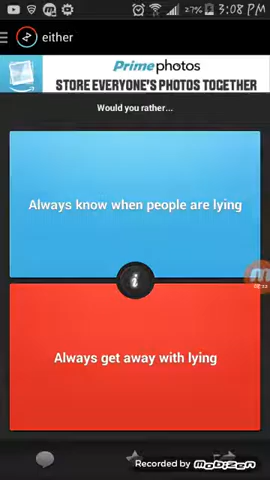 27% 3:08 PM
either
Prime photos
STORE EVERYONE'S PHOTOS TOGETHER
Would you rather...
Always know when people are lying
i
Always get away with lying
Recorded by Mobizen